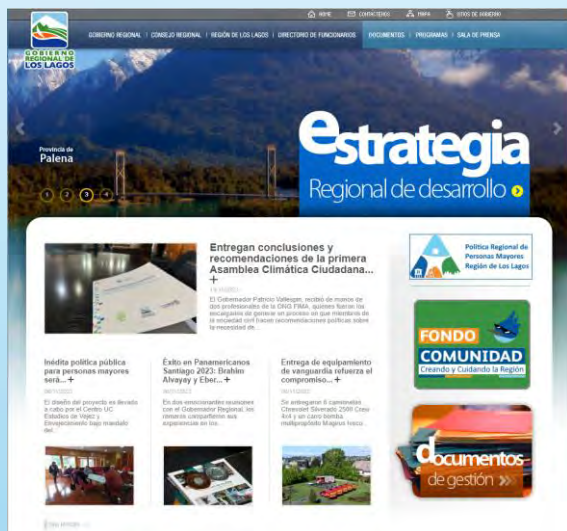 HOME
CONTÁCTENOS
MAPA
SITIOS DE GOBIERNO
GOBIERNO REGIONAL | CONSEJO REGIONAL | REGIÓN DE LOS LAGOS | DIRECTORIO DE FUNCIONARIOS
DOCUMENTOS | PROGRAMAS | SALA DE PRENSA
GOBIERNO
REGIONAL DE
LOS LAGOS
Provincia de
Palena
1 2 3 4
estrategia
Regional de desarrollo
Entregan conclusiones y
recomendaciones de la primera
Asamblea Climática Ciudadana...
+
El Gobernador Patricio Vallespín, recibió de manos de
dos profesionales de la ONG FIMA, quienes fueron los
encargados de generar un proceso en que miembros de
la sociedad civil hacen recomendaciones políticas sobre
la necesidad de...
Inédita política pública
para personas mayores
será... +
El diseño del proyecto es llevado
a cabo por el Centro UC
Estudios de Vejez y
Envejecimiento bajo mandato
del...
Éxito en Panamericanos
Santiago 2023: Brahim
Alvayay y Eber... +
En dos emocionantes reuniones
con el Gobernador Regional, los
remeros compartieron sus
experiencias en los...
Entrega de equipamiento
de vanguardia refuerza el
compromiso... +
Se entregaron 6 camionetas
Chevrolet Silverado 2500 Crew
4x4 y un carro bomba
multipropósito Magirus Iveco...
Política Regional de
Personas Mayores
Región de Los Lagos
FONDO
COMUNIDAD
Creando y Cuidando la Región
documentos
de gestión